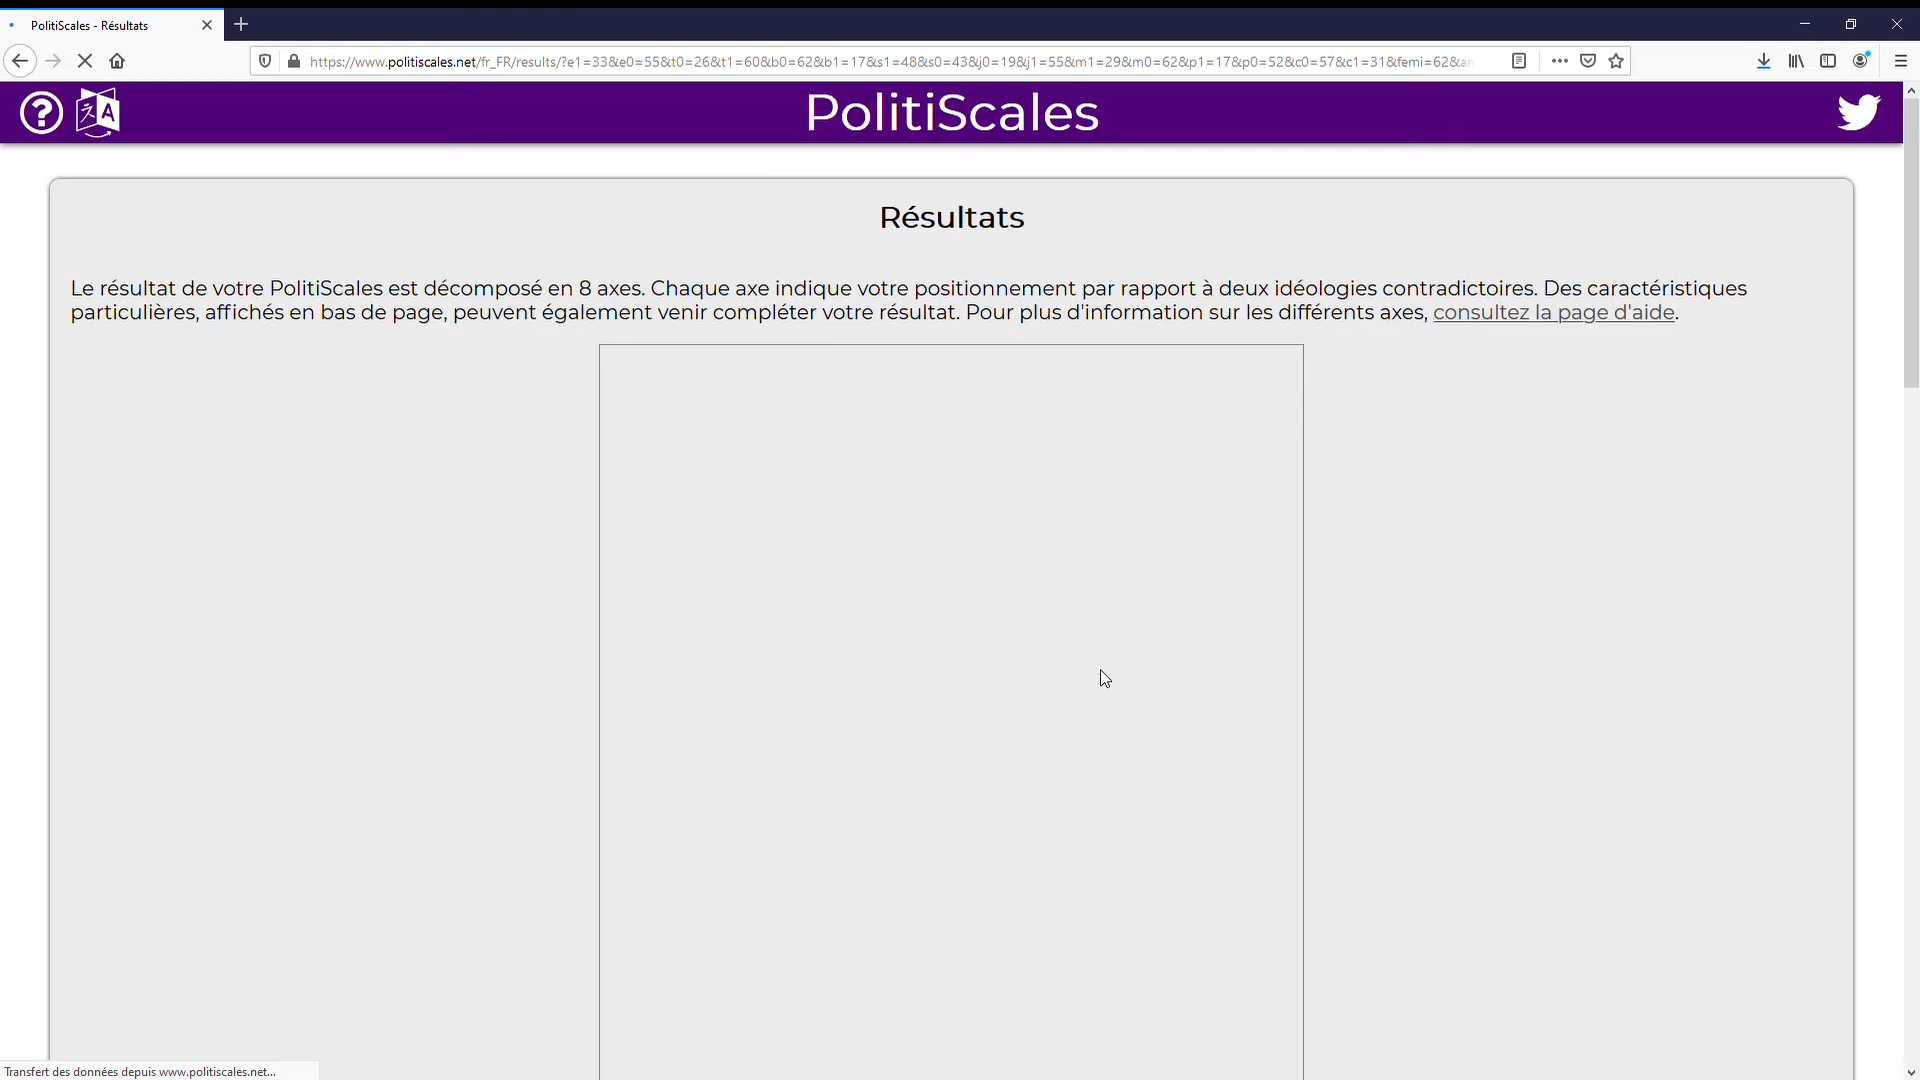 PolitiScales - Résultats
https://www.politiscales.net/fr_FR/results/?e1=33&e0=55&t0=26&t1=60&b0=62&b1=17&s1=48&s0=43&j0=19&j1=55&m1=29&m0=62&p1=17&p0=52&c0=57&c1=31&femi=62&a
PolitiScales
Résultats
Le résultat de votre PolitiScales est décomposé en 8 axes. Chaque axe indique votre positionnement par rapport à deux idéologies contradictoires. Des caractéristiques
particulières, affichés en bas de page, peuvent également venir compléter votre résultat. Pour plus d'information sur les différents axes, consultez la page d'aide.
Transfert des données depuis www.politiscales.net...